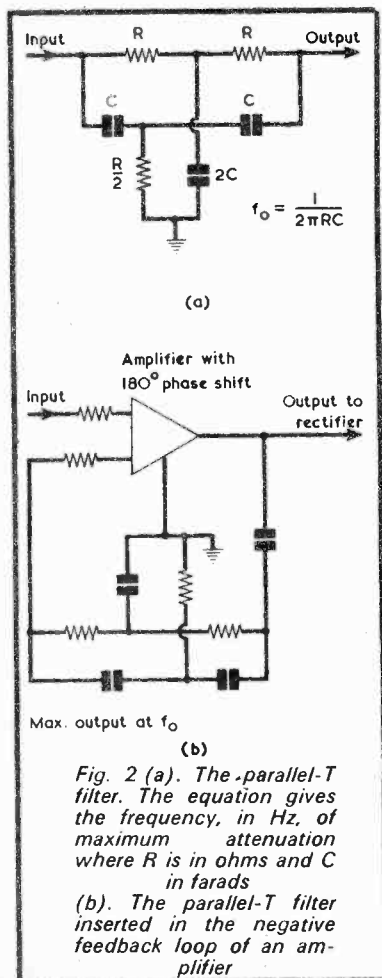 Input
R
R
Output
C
C
R
2
2C
f₀ = 1
2πRC
(a)
Amplifier with
180° phase shift
Input
Output to
rectifier
Max. output at f₀
(b)
Fig. 2 (a). The parallel-T
filter. The equation gives
the frequency, in Hz, of
maximum attenuation
where R is in ohms and C
in farads
(b). The parallel-T filter
inserted in the negative
feedback loop of an am-
plifier